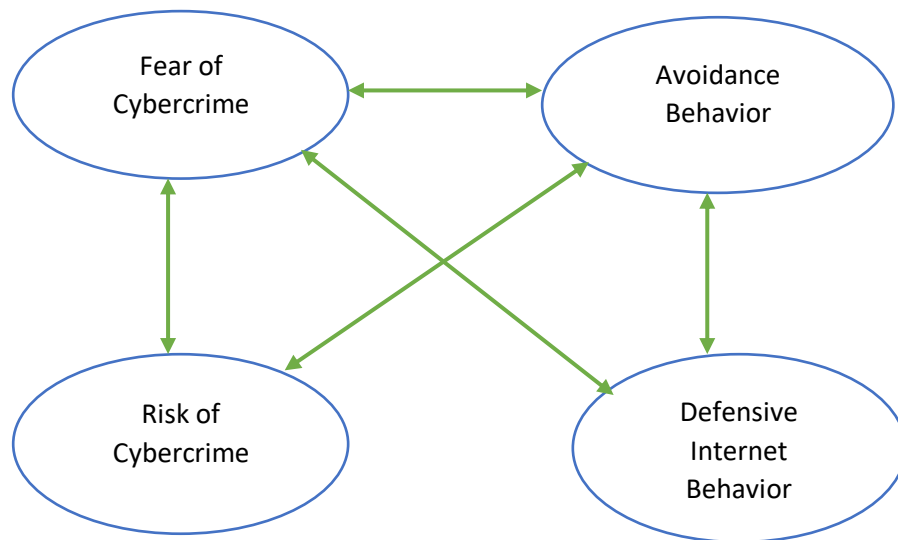 Fear of
Cybercrime
Avoidance
Behavior
Risk of
Cybercrime
Defensive
Internet
Behavior